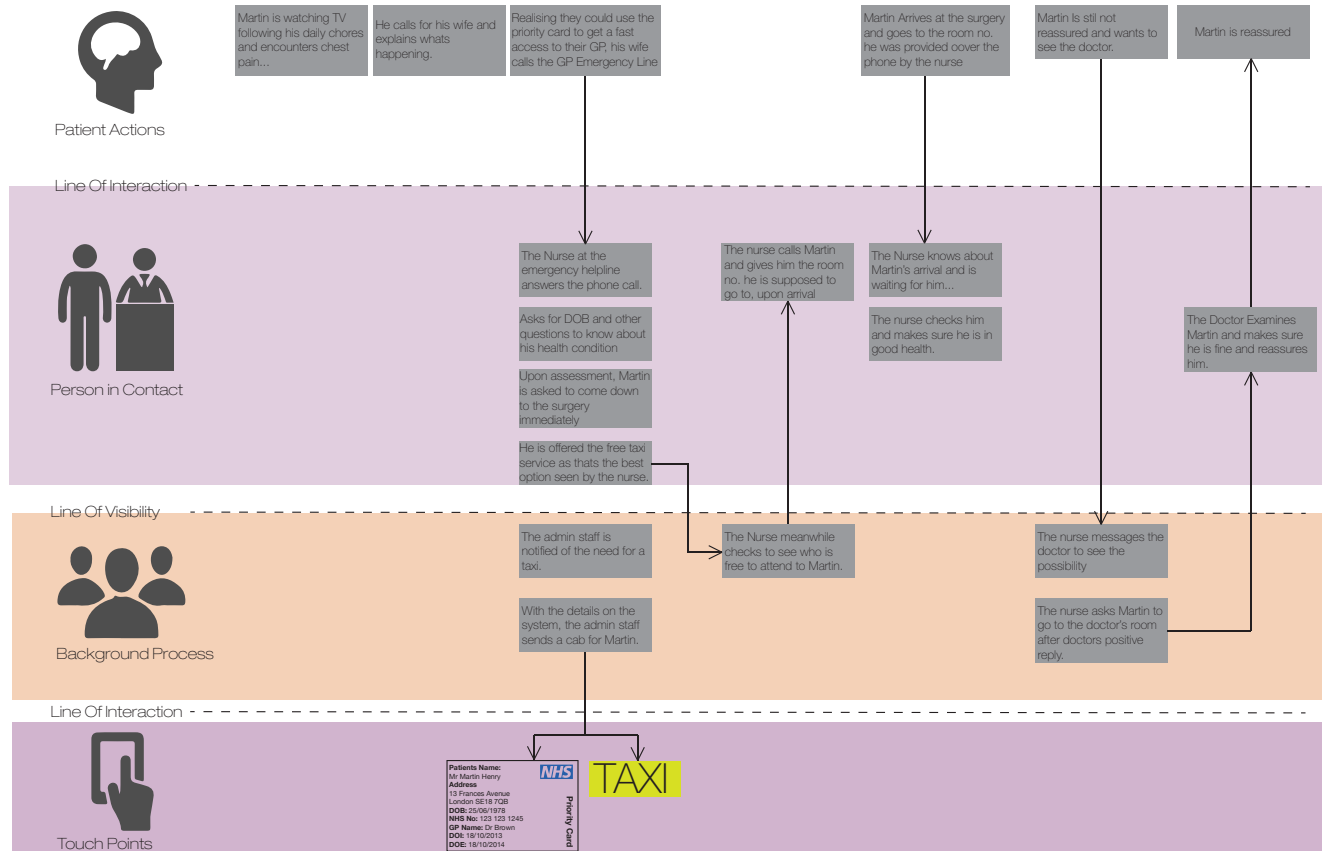 Martin is watching TV
following his daily chores
and encounters chest
pain...
He calls for his wife and
explains whats
happening.
Realising they could use the
priority card to get a fast
access to their GP, his wife
calls the GP Emergency Line
Martin Arrives at the surgery
and goes to the room no.
he was provided oover the
phone by the nurse
Martin Is stil not
reassured and wants to
see the doctor.
Martin is reassured
Patient Actions
Line Of Interaction
The Nurse at the
emergency helpline
answers the phone call.
Asks for DOB and other
questions to know about
his health condition
Upon assessment, Martin
is asked to come down
to the surgery
immediately
He is offered the free taxi
service as thats the best
option seen by the nurse.
The nurse calls Martin
and gives him the room
no. he is supposed to
go to, upon arrival
The Nurse knows about
Martin's arrival and is
waiting for him...
The nurse checks him
and makes sure he is in
good health.
The Doctor Examines
Martin and makes sure
he is fine and reassures
him.
Person in Contact
Line Of Visibility
The admin staff is
notified of the need for a
taxi.
With the details on the
system, the admin staff
sends a cab for Martin.
The Nurse meanwhile
checks to see who is
free to attend to Martin.
The nurse messages the
doctor to see the
possibility
The nurse asks Martin to
go to the doctor's room
after doctors positive
reply.
Background Process
Line Of Interaction
Patients Name:
Mr Martin Henry
Address
13 Frances Avenue
London SE18 7QB
DOB: 25/06/1978
NHS No: 123 123 1245
GP Name: Dr Brown
DOI: 18/10/2013
DOE: 18/10/2014
NHS
Priority Card
TAXI
Touch Points